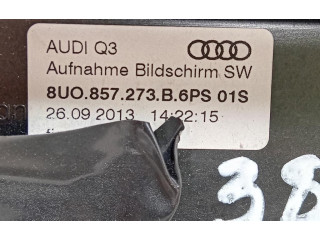 AUDI Q3
Aufnahme Bildschirm SW
8U0.857.273.B.6PS 01S
26.09 2013 14:22:15